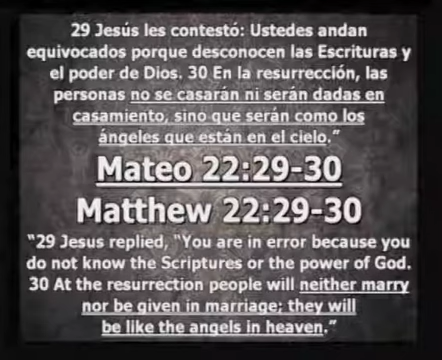 29 Jesús les contestó: Ustedes andan
equivocados porque desconocen las Escrituras y
el poder de Dios. 30 En la resurrección, las
personas no se casarán ni serán dadas en
casamiento, sino que serán como los
ángeles que están en el cielo."
Mateo 22:29-30
Matthew 22:29-30
"29 Jesus replied, "You are in error because you
do not know the Scriptures or the power of God.
30 At the resurrection people will neither marry
nor be given in marriage; they will
be like the angels in heaven."